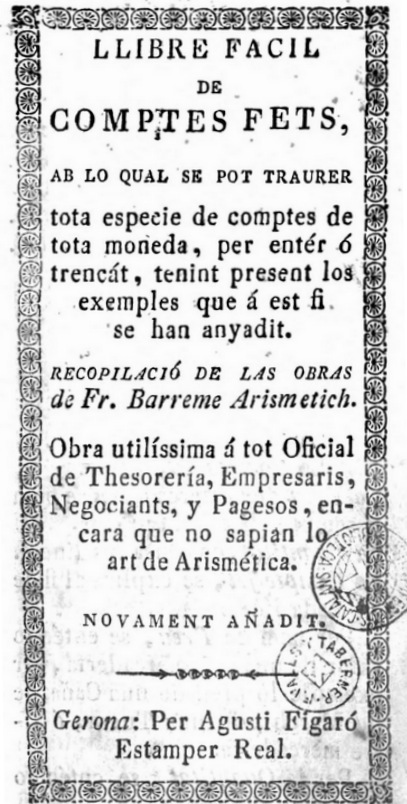 LLIBRE FACIL
DE
COMPTES FETS,
AB LO QUAL SE POT TRAURER
tota especie de comptes de
tota moneda, per entér ó
trencát, tenint present los
exemples que á est fi
se han anyadit.
RECOPILACIÓ DE LAS OBRAS
de Fr. Barreme Arismetich.
Obra utilíssima á tot Oficial
de Thesorería, Empresaris,
Negociants, y Pagesos, en-
cara que no sapian lo
art de Arismética.
NOVAMENT AÑADIT.
VALLS Y TABERNER
Gerona: Per Agusti Figaró
Estamper Real.